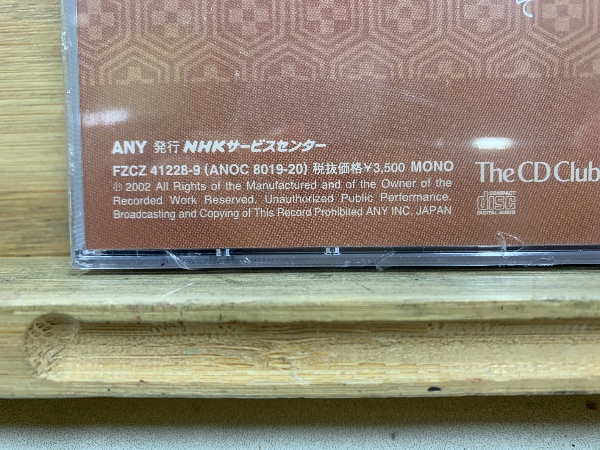 て
ANY 発行 NHKサービスセンター
FZCZ 41228-9 (ANOC 8019-20) 税抜価格¥3,500 MONO
℗ 2002 All Rights of the Manufactured and of the Owner of the
Recorded Work Reserved. Unauthorized Public Performance.
Broadcasting and Copying of This Record Prohibited ANY INC. JAPAN
The CD Club
COMPACT
disc
DIGITAL AUDIO